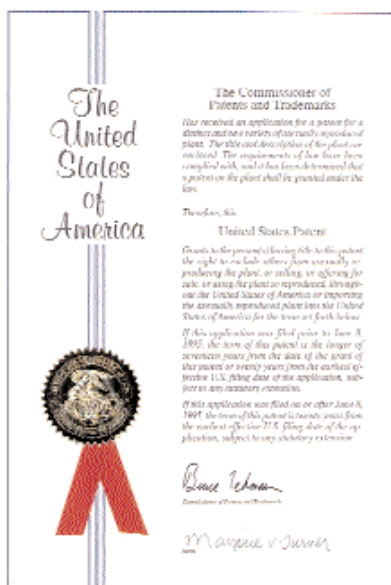 The
United
States
of
America
The Commissioner of
Patents and Trademarks
Has received an application for a patent for a
distinct and new variety of asexually reproduced
plant. The title and description of the plant are
enclosed. The requirements of law have been
complied with, and it has been determined that
a patent on the plant shall be granted under the
law.
Therefore, this
United States Patent
Grants to the person(s) having title to this patent
the right to exclude others from asexually re-
producing the plant, or selling, or offering for
sale, or using the plant so reproduced, through-
out the United States of America or importing
the asexually reproduced plant into the United
States of America for the term set forth below
If this application was filed prior to June 8,
1995, the term of this patent is the longer of
seventeen years from the date of the grant of
this patent or twenty years from the earliest ef-
fective U.S. filing date of the application, sub-
ject to any statutory extension.
If this application was filed on or after June 8,
1995, the term of this patent is twenty years from
the earliest effective U.S. filing date of the ap-
plication, subject to any statutory extension
Bruce Lehman
Commissioner of Patents and Trademarks
Marjorie V. Turner